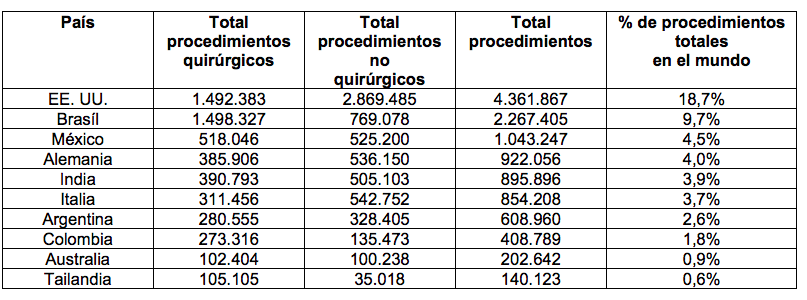 País Total procedimientos quirúrgicos Total procedimientos no quirúrgicos Total procedimientos % de procedimientos totales en el mundo
EE. UU. 1.492.383 2.869.485 4.361.867 18,7%
Brasíl 1.498.327 769.078 2.267.405 9,7%
México 518.046 525.200 1.043.247 4,5%
Alemania 385.906 536.150 922.056 4,0%
India 390.793 505.103 895.896 3,9%
Italia 311.456 542.752 854.208 3,7%
Argentina 280.555 328.405 608.960 2,6%
Colombia 273.316 135.473 408.789 1,8%
Australia 102.404 100.238 202.642 0,9%
Tailandia 105.105 35.018 140.123 0,6%